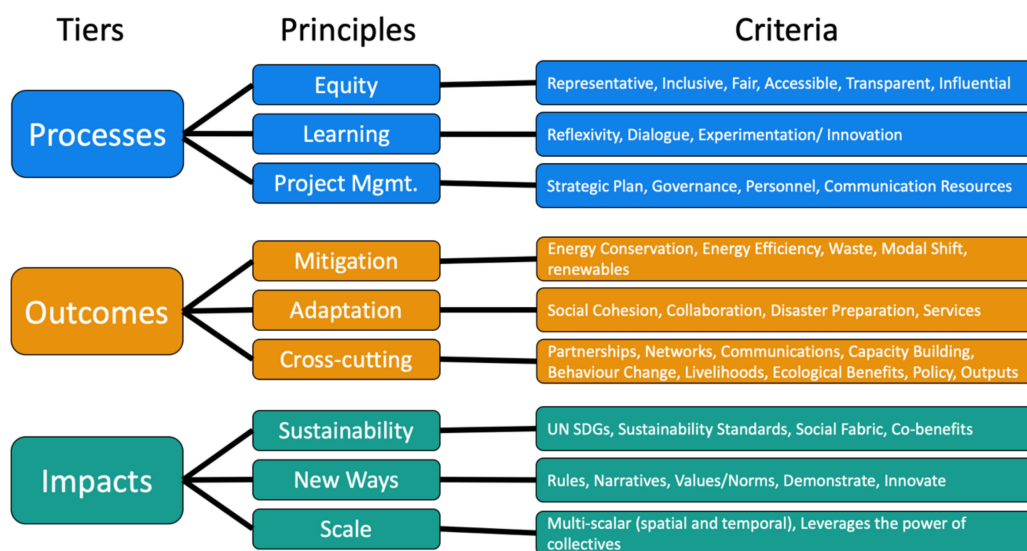 Tiers
Principles
Criteria
Processes
Equity
Representative, Inclusive, Fair, Accessible, Transparent, Influential
Learning
Reflexivity, Dialogue, Experimentation/ Innovation
Project Mgmt.
Strategic Plan, Governance, Personnel, Communication Resources
Outcomes
Mitigation
Energy Conservation, Energy Efficiency, Waste, Modal Shift,
renewables
Adaptation
Social Cohesion, Collaboration, Disaster Preparation, Services
Cross-cutting
Partnerships, Networks, Communications, Capacity Building,
Behaviour Change, Livelihoods, Ecological Benefits, Policy, Outputs
Impacts
Sustainability
UN SDGs, Sustainability Standards, Social Fabric, Co-benefits
New Ways
Rules, Narratives, Values/Norms, Demonstrate, Innovate
Scale
Multi-scalar (spatial and temporal), Leverages the power of
collectives